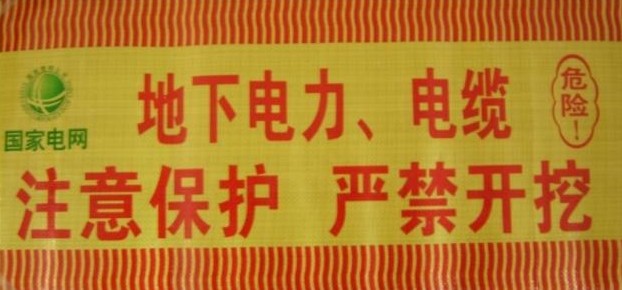 国家电网
地下电力、电缆
危险！
注意保护 严禁开挖